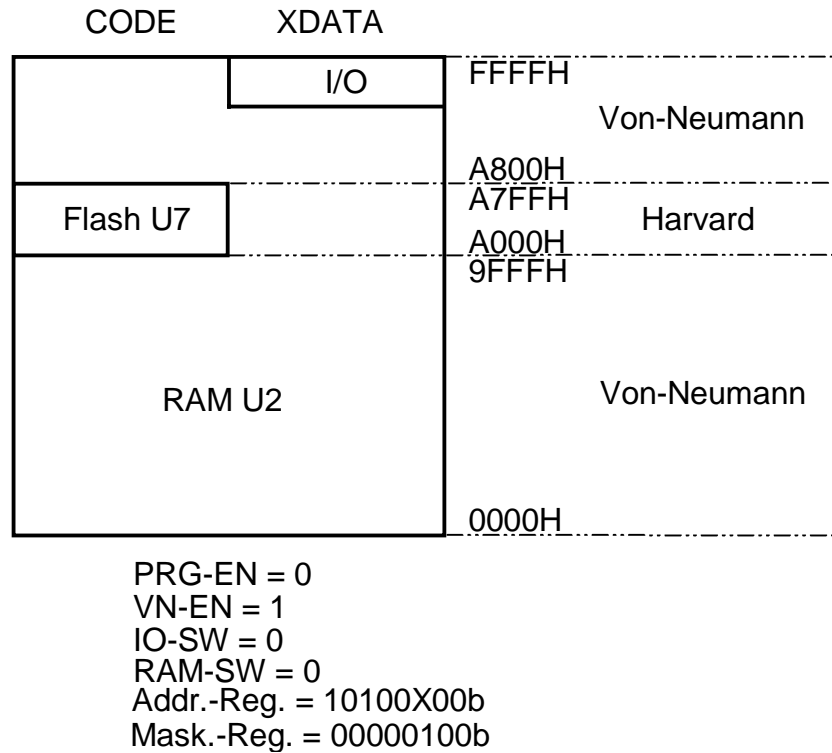 CODE XDATA
I/O
FFFFH
Von-Neumann
A800H
A7FFH
Flash U7
Harvard
A000H
9FFFH
RAM U2
Von-Neumann
0000H
PRG-EN = 0
VN-EN = 1
IO-SW = 0
RAM-SW = 0
Addr.-Reg. = 10100X00b
Mask.-Reg. = 00000100b